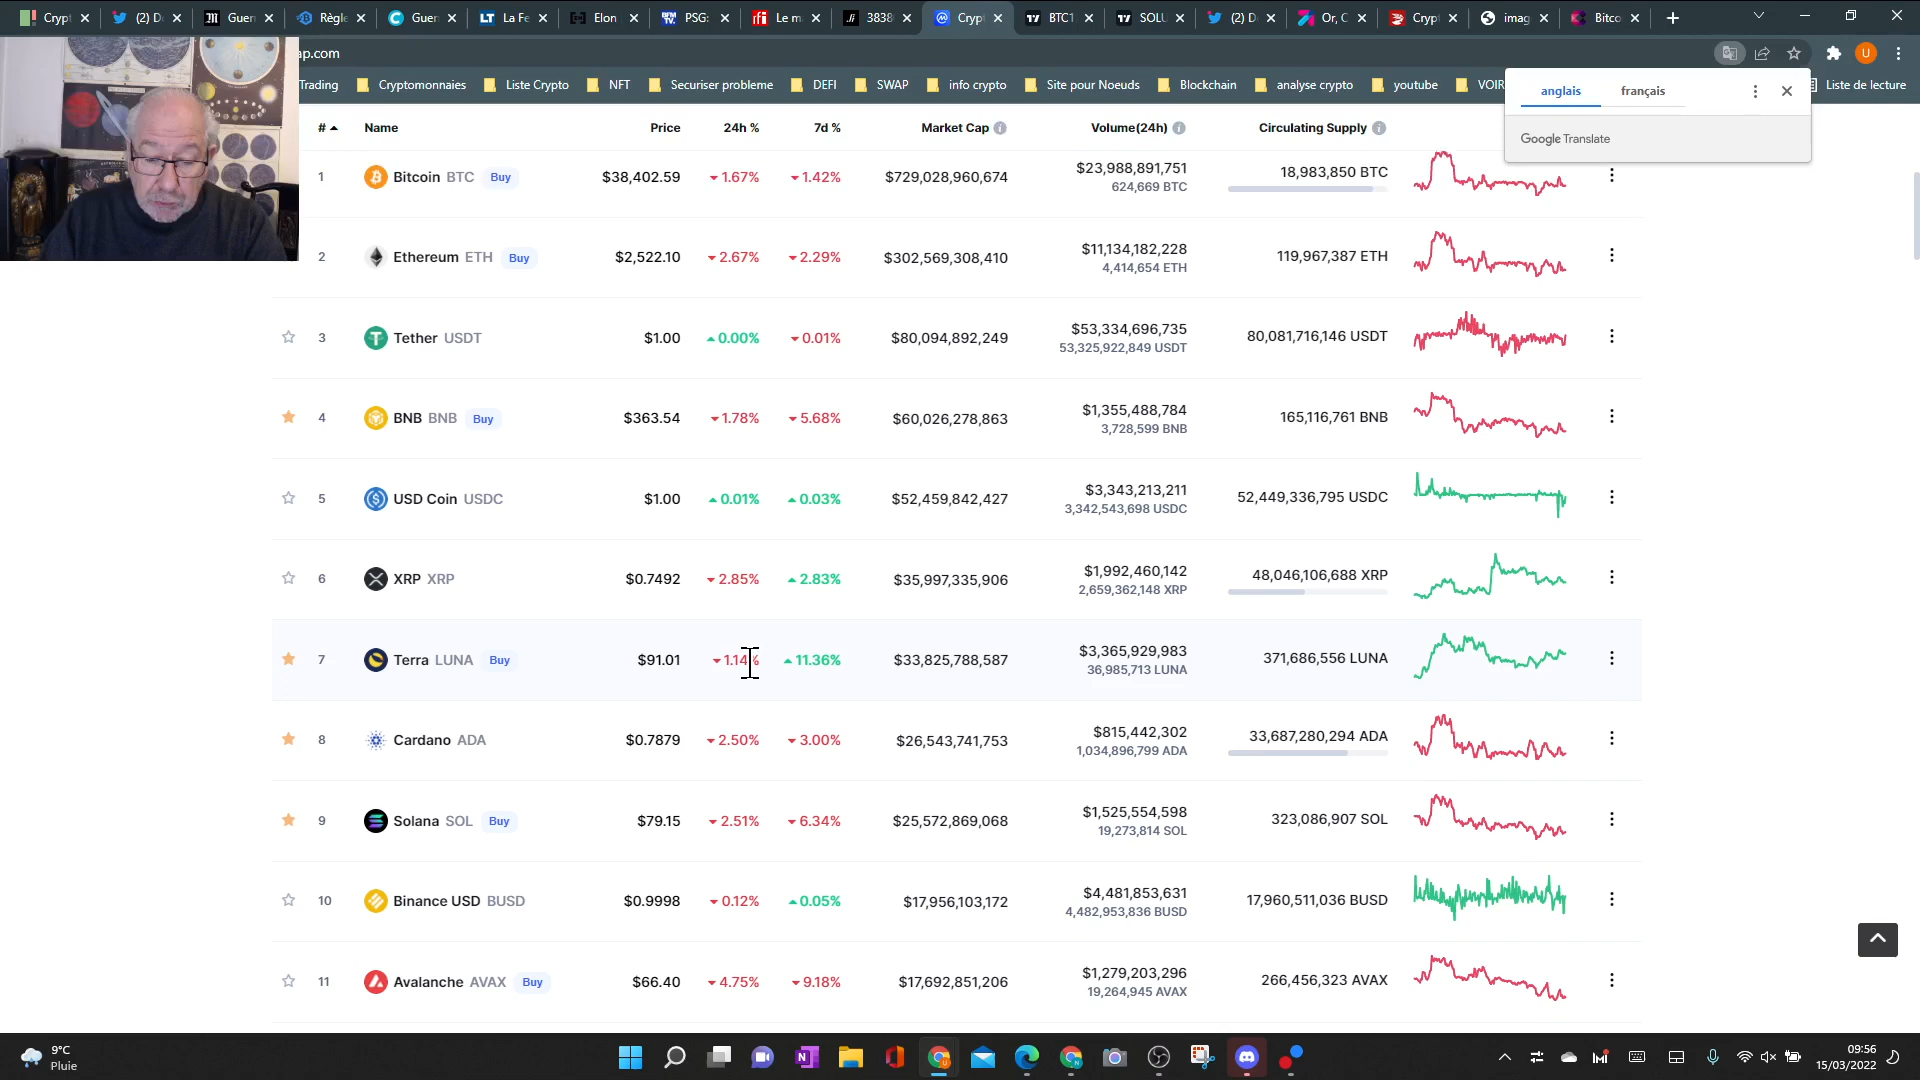 Crypt
(2) D
Guerr
Règle
Guer
La Fe
Elon
PSG:
Le m
3838
Crypt
BTC1
SOLU
(2) D
Or, C
Crypt
imag
Bitco
ap.com
Trading
Cryptomonnaies
Liste Crypto
NFT
Securiser probleme
DEFI
SWAP
info crypto
Site pour Noeuds
Blockchain
analyse crypto
youtube
VOIR
Liste de lecture
anglais français
Google Translate
# Name Price 24h % 7d % Market Cap Volume(24h) Circulating Supply
1 Bitcoin BTC Buy $38,402.59 1.67% 1.42% $729,028,960,674 $23,988,891,751 18,983,850 BTC
624,669 BTC
2 Ethereum ETH Buy $2,522.10 2.67% 2.29% $302,569,308,410 $11,134,182,228 119,967,387 ETH
4,414,654 ETH
3 Tether USDT $1.00 0.00% 0.01% $80,094,892,249 $53,334,696,735 80,081,716,146 USDT
53,325,922,849 USDT
4 BNB BNB Buy $363.54 1.78% 5.68% $60,026,278,863 $1,355,488,784 165,116,761 BNB
3,728,599 BNB
5 USD Coin USDC $1.00 0.01% 0.03% $52,459,842,427 $3,343,213,211 52,449,336,795 USDC
3,342,543,698 USDC
6 XRP XRP $0.7492 2.85% 2.83% $35,997,335,906 $1,992,460,142 48,046,106,688 XRP
2,659,362,148 XRP
7 Terra LUNA Buy $91.01 1.14% 11.36% $33,825,788,587 $3,365,929,983 371,686,556 LUNA
36,985,713 LUNA
8 Cardano ADA $0.7879 2.50% 3.00% $26,543,741,753 $815,442,302 33,687,280,294 ADA
1,034,896,799 ADA
9 Solana SOL Buy $79.15 2.51% 6.34% $25,572,869,068 $1,525,554,598 323,086,907 SOL
19,273,814 SOL
10 Binance USD BUSD $0.9998 0.12% 0.05% $17,956,103,172 $4,481,853,631 17,960,511,036 BUSD
4,482,953,836 BUSD
11 Avalanche AVAX Buy $66.40 4.75% 9.18% $17,692,851,206 $1,279,203,296 266,456,323 AVAX
19,264,945 AVAX
9°C
Pluie
09:56
15/03/2022